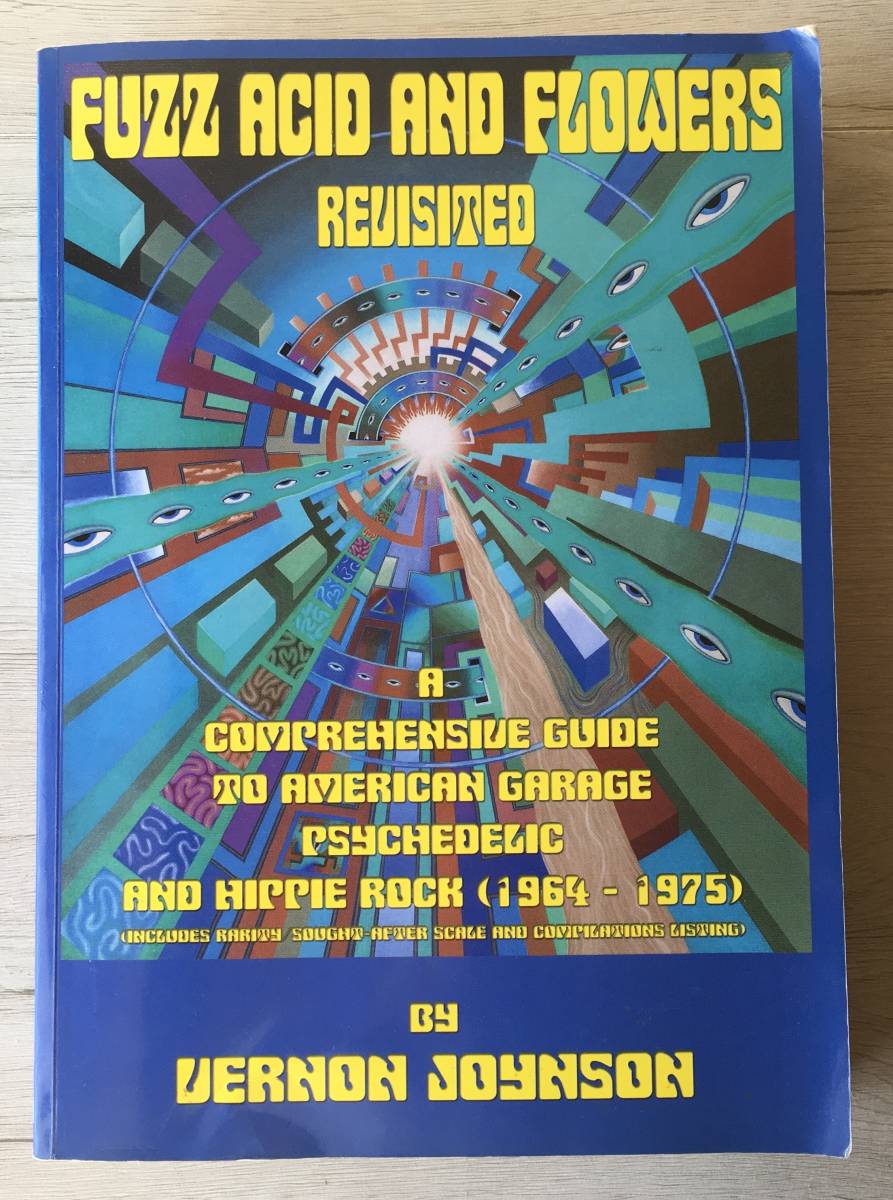 FUZZ ACID AND FLOWERS
REVISITED
A
COMPREHENSIVE GUIDE
TO AMERICAN GARAGE
PSYCHEDELIC
AND HIPPIE ROCK (1964 - 1975)
(INCLUDES RARITY/SOUGHT-AFTER SCALE AND COMPILATIONS LISTING)
BY
VERNON JOYNSON